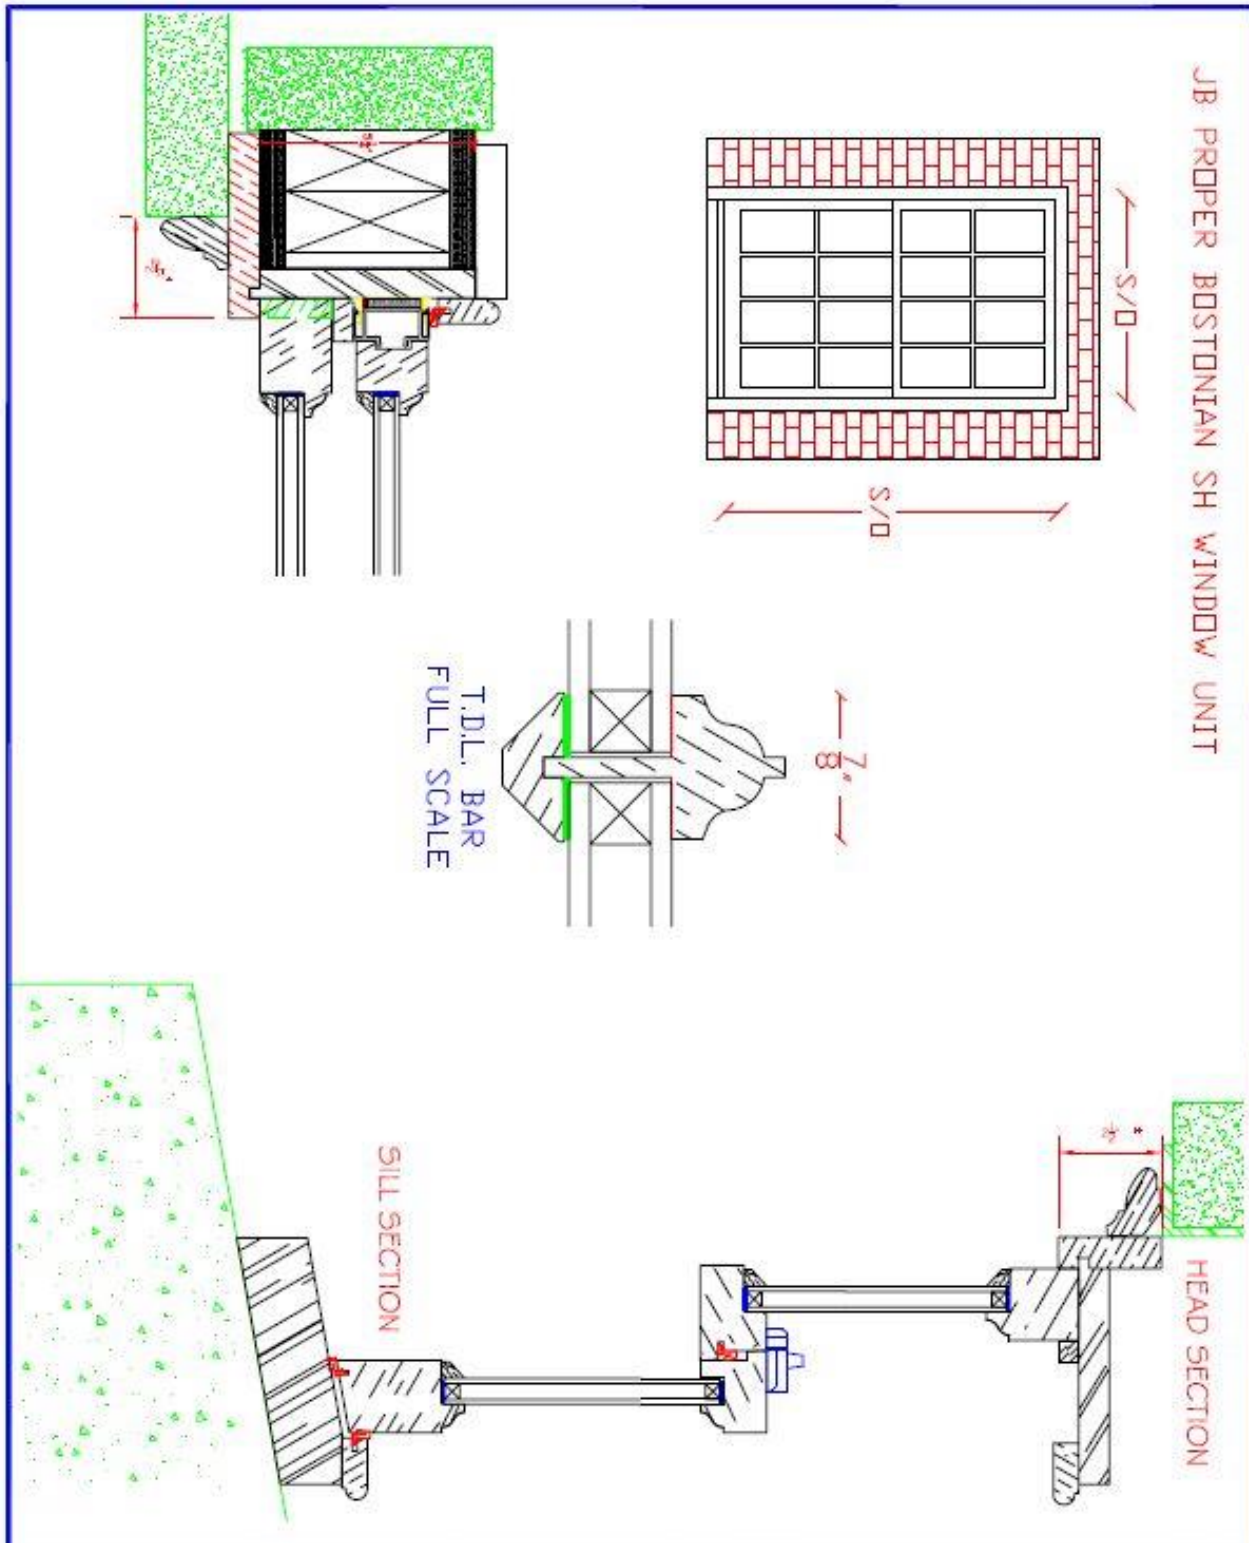 JB PROPER BOSTONIAN SH WINDOW UNIT
S/O
S/O
7"
8
T.D.L. BAR
FULL SCALE
HEAD SECTION
SILL SECTION